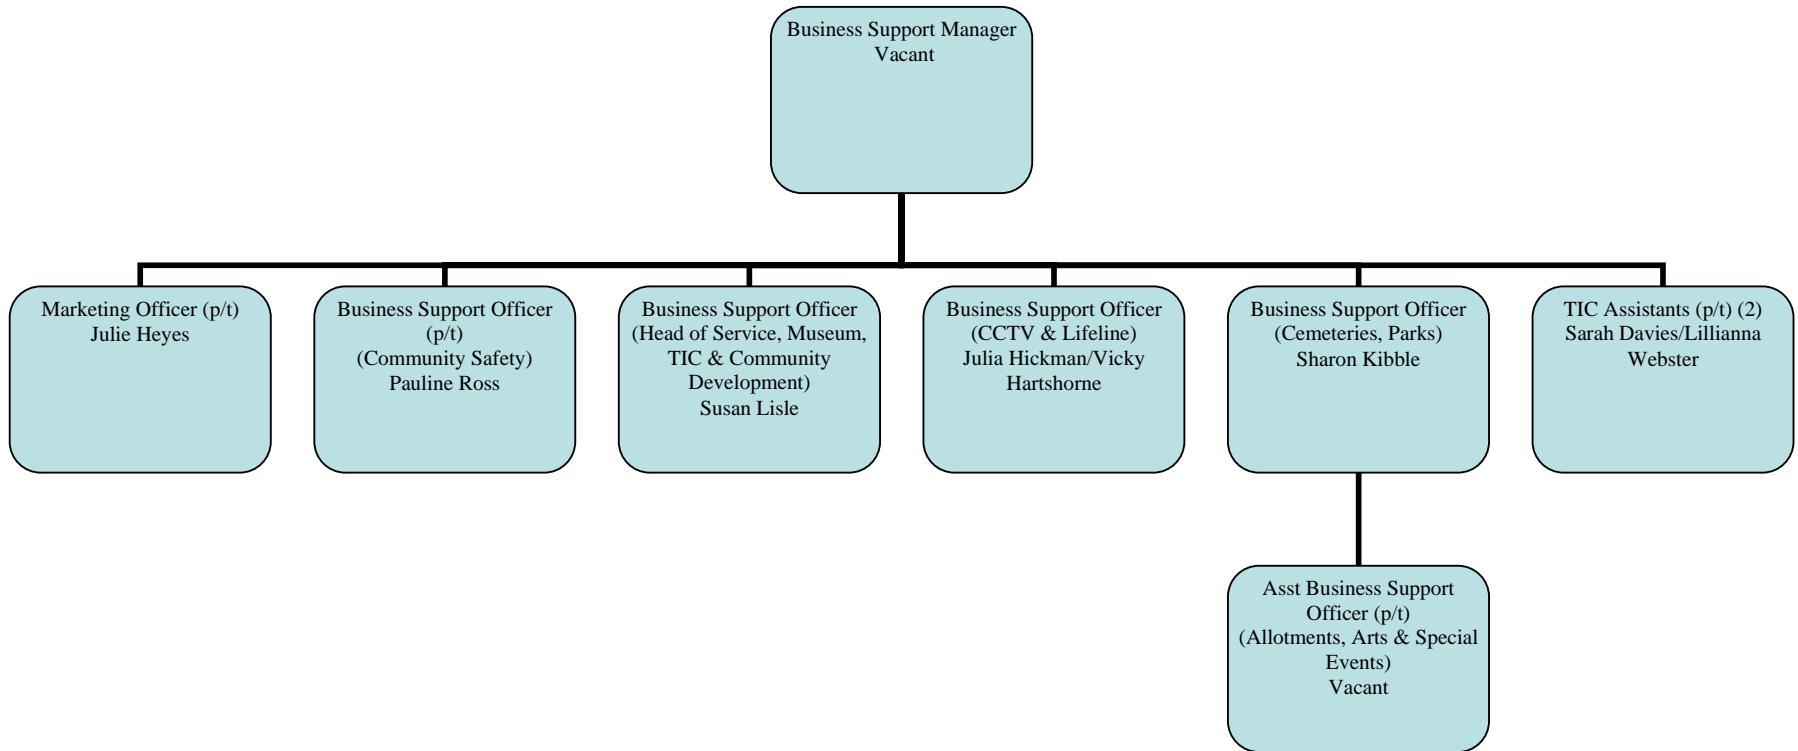 Business Support Manager
Vacant
Marketing Officer (p/t)
Julie Heyes
Business Support Officer
(p/t)
(Community Safety)
Pauline Ross
Business Support Officer
(Head of Service, Museum,
TIC & Community
Development)
Susan Lisle
Business Support Officer
(CCTV & Lifeline)
Julia Hickman/Vicky
Hartshorne
Business Support Officer
(Cemeteries, Parks)
Sharon Kibble
TIC Assistants (p/t) (2)
Sarah Davies/Lillianna
Webster
Asst Business Support
Officer (p/t)
(Allotments, Arts & Special
Events)
Vacant